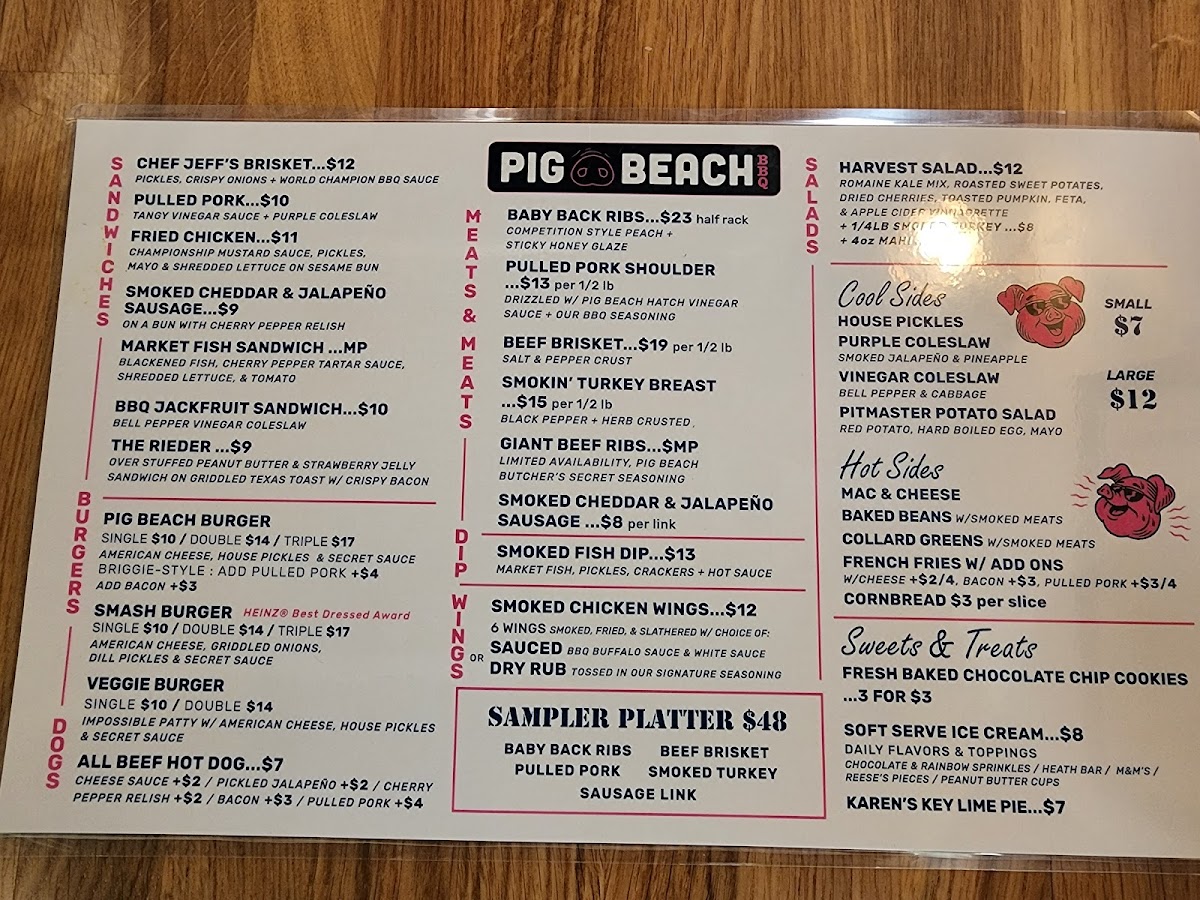 SANDWICHES
CHEF JEFF'S BRISKET...$12
PICKLES, CRISPY ONIONS + WORLD CHAMPION BBQ SAUCE
PULLED PORK...$10
TANGY VINEGAR SAUCE + PURPLE COLESLAW
FRIED CHICKEN...$11
CHAMPIONSHIP MUSTARD SAUCE, PICKLES,
MAYO & SHREDDED LETTUCE ON SESAME BUN
SMOKED CHEDDAR & JALAPEÑO
SAUSAGE...$9
ON A BUN WITH CHERRY PEPPER RELISH
MARKET FISH SANDWICH ...MP
BLACKENED FISH, CHERRY PEPPER TARTAR SAUCE,
SHREDDED LETTUCE, & TOMATO
BBQ JACKFRUIT SANDWICH...$10
BELL PEPPER VINEGAR COLESLAW
THE RIEDER ...$9
OVER STUFFED PEANUT BUTTER & STRAWBERRY JELLY
SANDWICH ON GRIDDLED TEXAS TOAST W/ CRISPY BACON
BURGERS
PIG BEACH BURGER
SINGLE $10 / DOUBLE $14 / TRIPLE $17
AMERICAN CHEESE, HOUSE PICKLES & SECRET SAUCE
BRIGGIE-STYLE : ADD PULLED PORK +$4
ADD BACON +$3
SMASH BURGER HEINZ® Best Dressed Award
SINGLE $10 / DOUBLE $14 / TRIPLE $17
AMERICAN CHEESE, GRIDDLED ONIONS,
DILL PICKLES & SECRET SAUCE
VEGGIE BURGER
SINGLE $10 / DOUBLE $14
IMPOSSIBLE PATTY W/ AMERICAN CHEESE, HOUSE PICKLES
& SECRET SAUCE
DOGS
ALL BEEF HOT DOG...$7
CHEESE SAUCE +$2 / PICKLED JALAPEÑO +$2 / CHERRY
PEPPER RELISH +$2 / BACON +$3 / PULLED PORK +$4
PIG BEACH BBQ
MEATS & MEATS
BABY BACK RIBS...$23 half rack
COMPETITION STYLE PEACH +
STICKY HONEY GLAZE
PULLED PORK SHOULDER
...$13 per 1/2 lb
DRIZZLED W/ PIG BEACH HATCH VINEGAR
SAUCE + OUR BBQ SEASONING
BEEF BRISKET...$19 per 1/2 lb
SALT & PEPPER CRUST
SMOKIN' TURKEY BREAST
...$15 per 1/2 lb
BLACK PEPPER + HERB CRUSTED
GIANT BEEF RIBS...$MP
LIMITED AVAILABILITY, PIG BEACH
BUTCHER'S SECRET SEASONING
SMOKED CHEDDAR & JALAPEÑO
SAUSAGE ...$8 per link
DIP
SMOKED FISH DIP...$13
MARKET FISH, PICKLES, CRACKERS + HOT SAUCE
WINGS
SMOKED CHICKEN WINGS...$12
6 WINGS SMOKED, FRIED, & SLATHERED W/ CHOICE OF:
SAUCED BBQ BUFFALO SAUCE & WHITE SAUCE
OR
DRY RUB TOSSED IN OUR SIGNATURE SEASONING
SAMPLER PLATTER $48
BABY BACK RIBS BEEF BRISKET
PULLED PORK SMOKED TURKEY
SAUSAGE LINK
SALADS
HARVEST SALAD...$12
ROMAINE KALE MIX, ROASTED SWEET POTATES,
DRIED CHERRIES, TOASTED PUMPKIN, FETA,
& APPLE CIDER VINAGRETTE
+ 1/4LB SMOKED TURKEY ...$8
+ 4oz MAHI
Cool Sides
HOUSE PICKLES
PURPLE COLESLAW
SMOKED JALAPEÑO & PINEAPPLE
VINEGAR COLESLAW
BELL PEPPER & CABBAGE
PITMASTER POTATO SALAD
RED POTATO, HARD BOILED EGG, MAYO
SMALL
$7
LARGE
$12
Hot Sides
MAC & CHEESE
BAKED BEANS W/SMOKED MEATS
COLLARD GREENS W/SMOKED MEATS
FRENCH FRIES W/ ADD ONS
W/CHEESE +$2/4, BACON +$3, PULLED PORK +$3/4
CORNBREAD $3 per slice
Sweets & Treats
FRESH BAKED CHOCOLATE CHIP COOKIES
...3 FOR $3
SOFT SERVE ICE CREAM...$8
DAILY FLAVORS & TOPPINGS
CHOCOLATE & RAINBOW SPRINKLES / HEATH BAR / M&M'S /
REESE'S PIECES / PEANUT BUTTER CUPS
KAREN'S KEY LIME PIE...$7